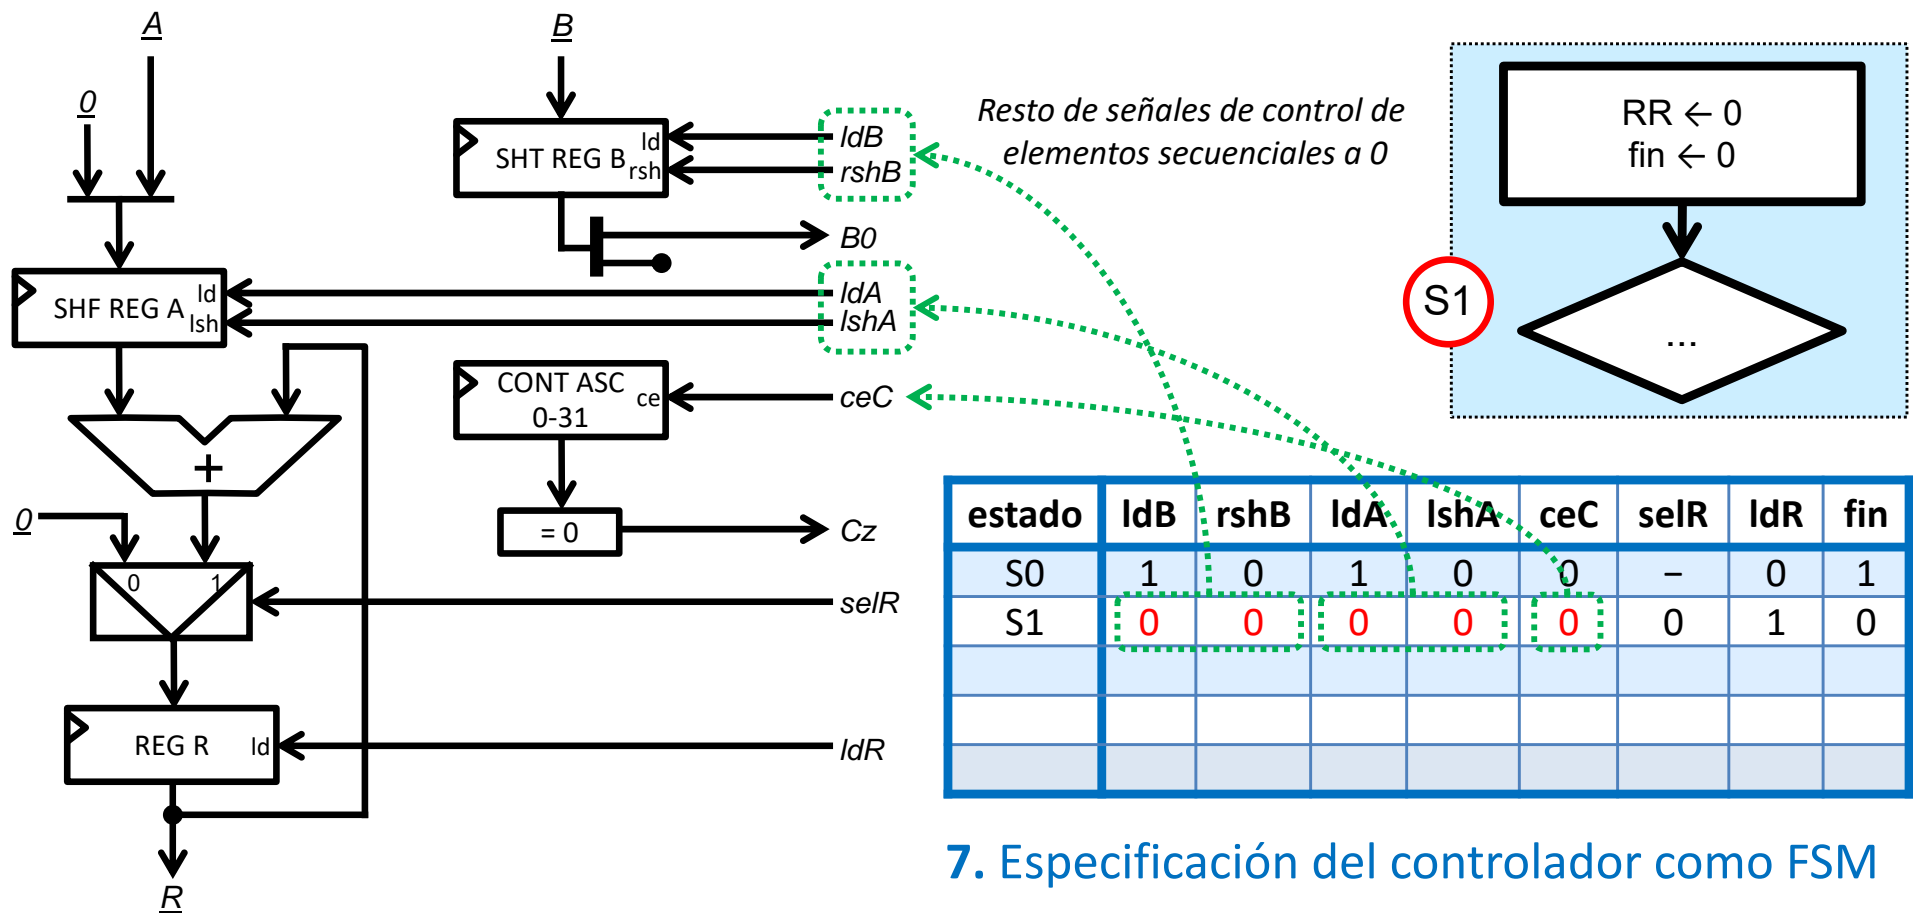 A
0
SHF REG A
ld
lsh
+
0
0 1
REG R
ld
R
B
SHT REG B
ld
rsh
CONT ASC
0-31
ce
= 0
ldB
rshB
B0
ldA
lshA
ceC
Cz
selR
ldR
Resto de señales de control de
elementos secuenciales a 0
RR ← 0
fin ← 0
S1
...
estado ldB rshB ldA lshA ceC selR ldR fin
S0 1 0 1 0 0 – 0 1
S1 0 0 0 0 0 0 1 0
7. Especificación del controlador como FSM